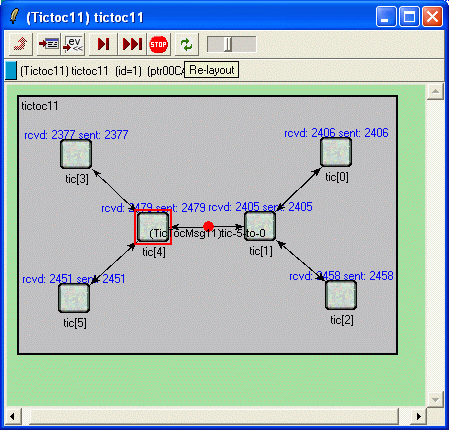 (Tictoc11) tictoc11
ev
STOP
(Tictoc11) tictoc11 (id=1) (ptr00CA
Re-layout
tictoc11
rcvd: 2377 sent: 2377
rcvd: 2406 sent: 2406
tic[3]
tic[0]
rcvd: 2479 sent: 2479
rcvd: 2405 sent: 2405
(TicTocMsg11)tic-5-to-0
tic[4]
tic[1]
rcvd: 2451 sent: 2451
rcvd: 2458 sent: 2458
tic[5]
tic[2]